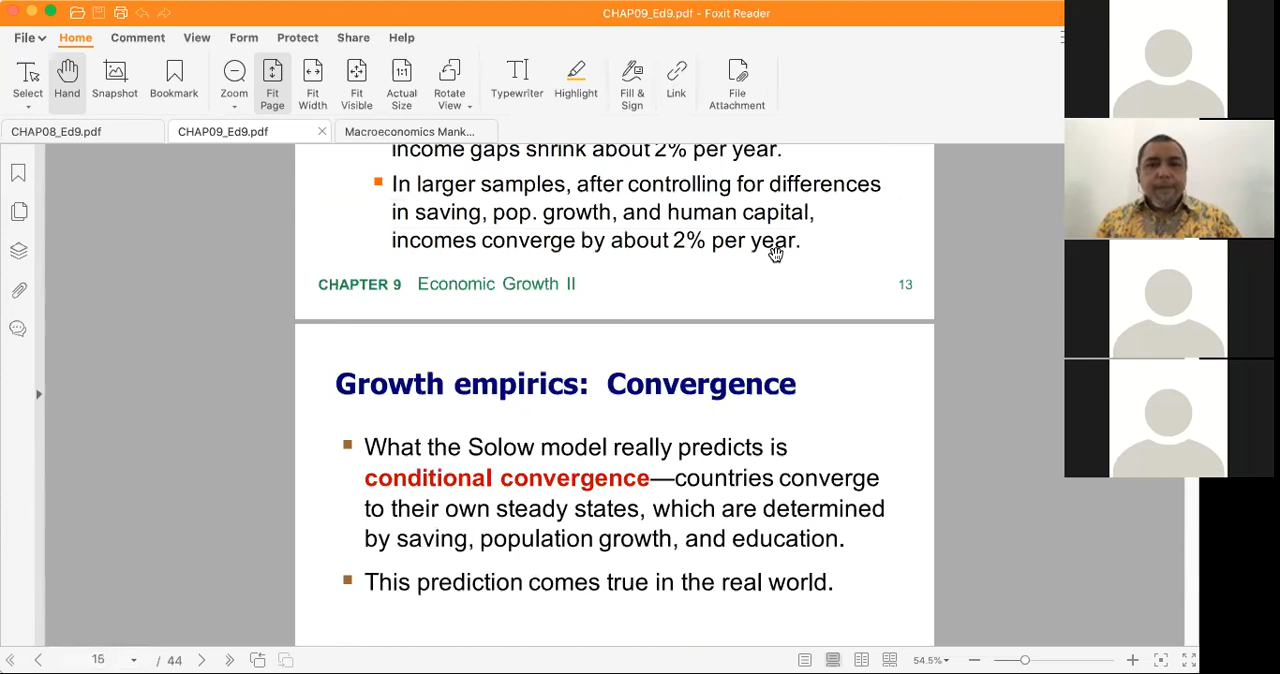 CHAP09_Ed9.pdf - Foxit Reader
File Home Comment View Form Protect Share Help
Select Hand Snapshot Bookmark Zoom Fit Page Fit Width Fit Visible Actual Size Rotate View Typewriter Highlight Fill & Sign Link File Attachment
CHAP08_Ed9.pdf CHAP09_Ed9.pdf Macroeconomics Mank...
income gaps shrink about 2% per year.
In larger samples, after controlling for differences
in saving, pop. growth, and human capital,
incomes converge by about 2% per year.
CHAPTER 9 Economic Growth II 13
Growth empirics: Convergence
What the Solow model really predicts is
conditional convergence—countries converge
to their own steady states, which are determined
by saving, population growth, and education.
This prediction comes true in the real world.
15 / 44 54.5%